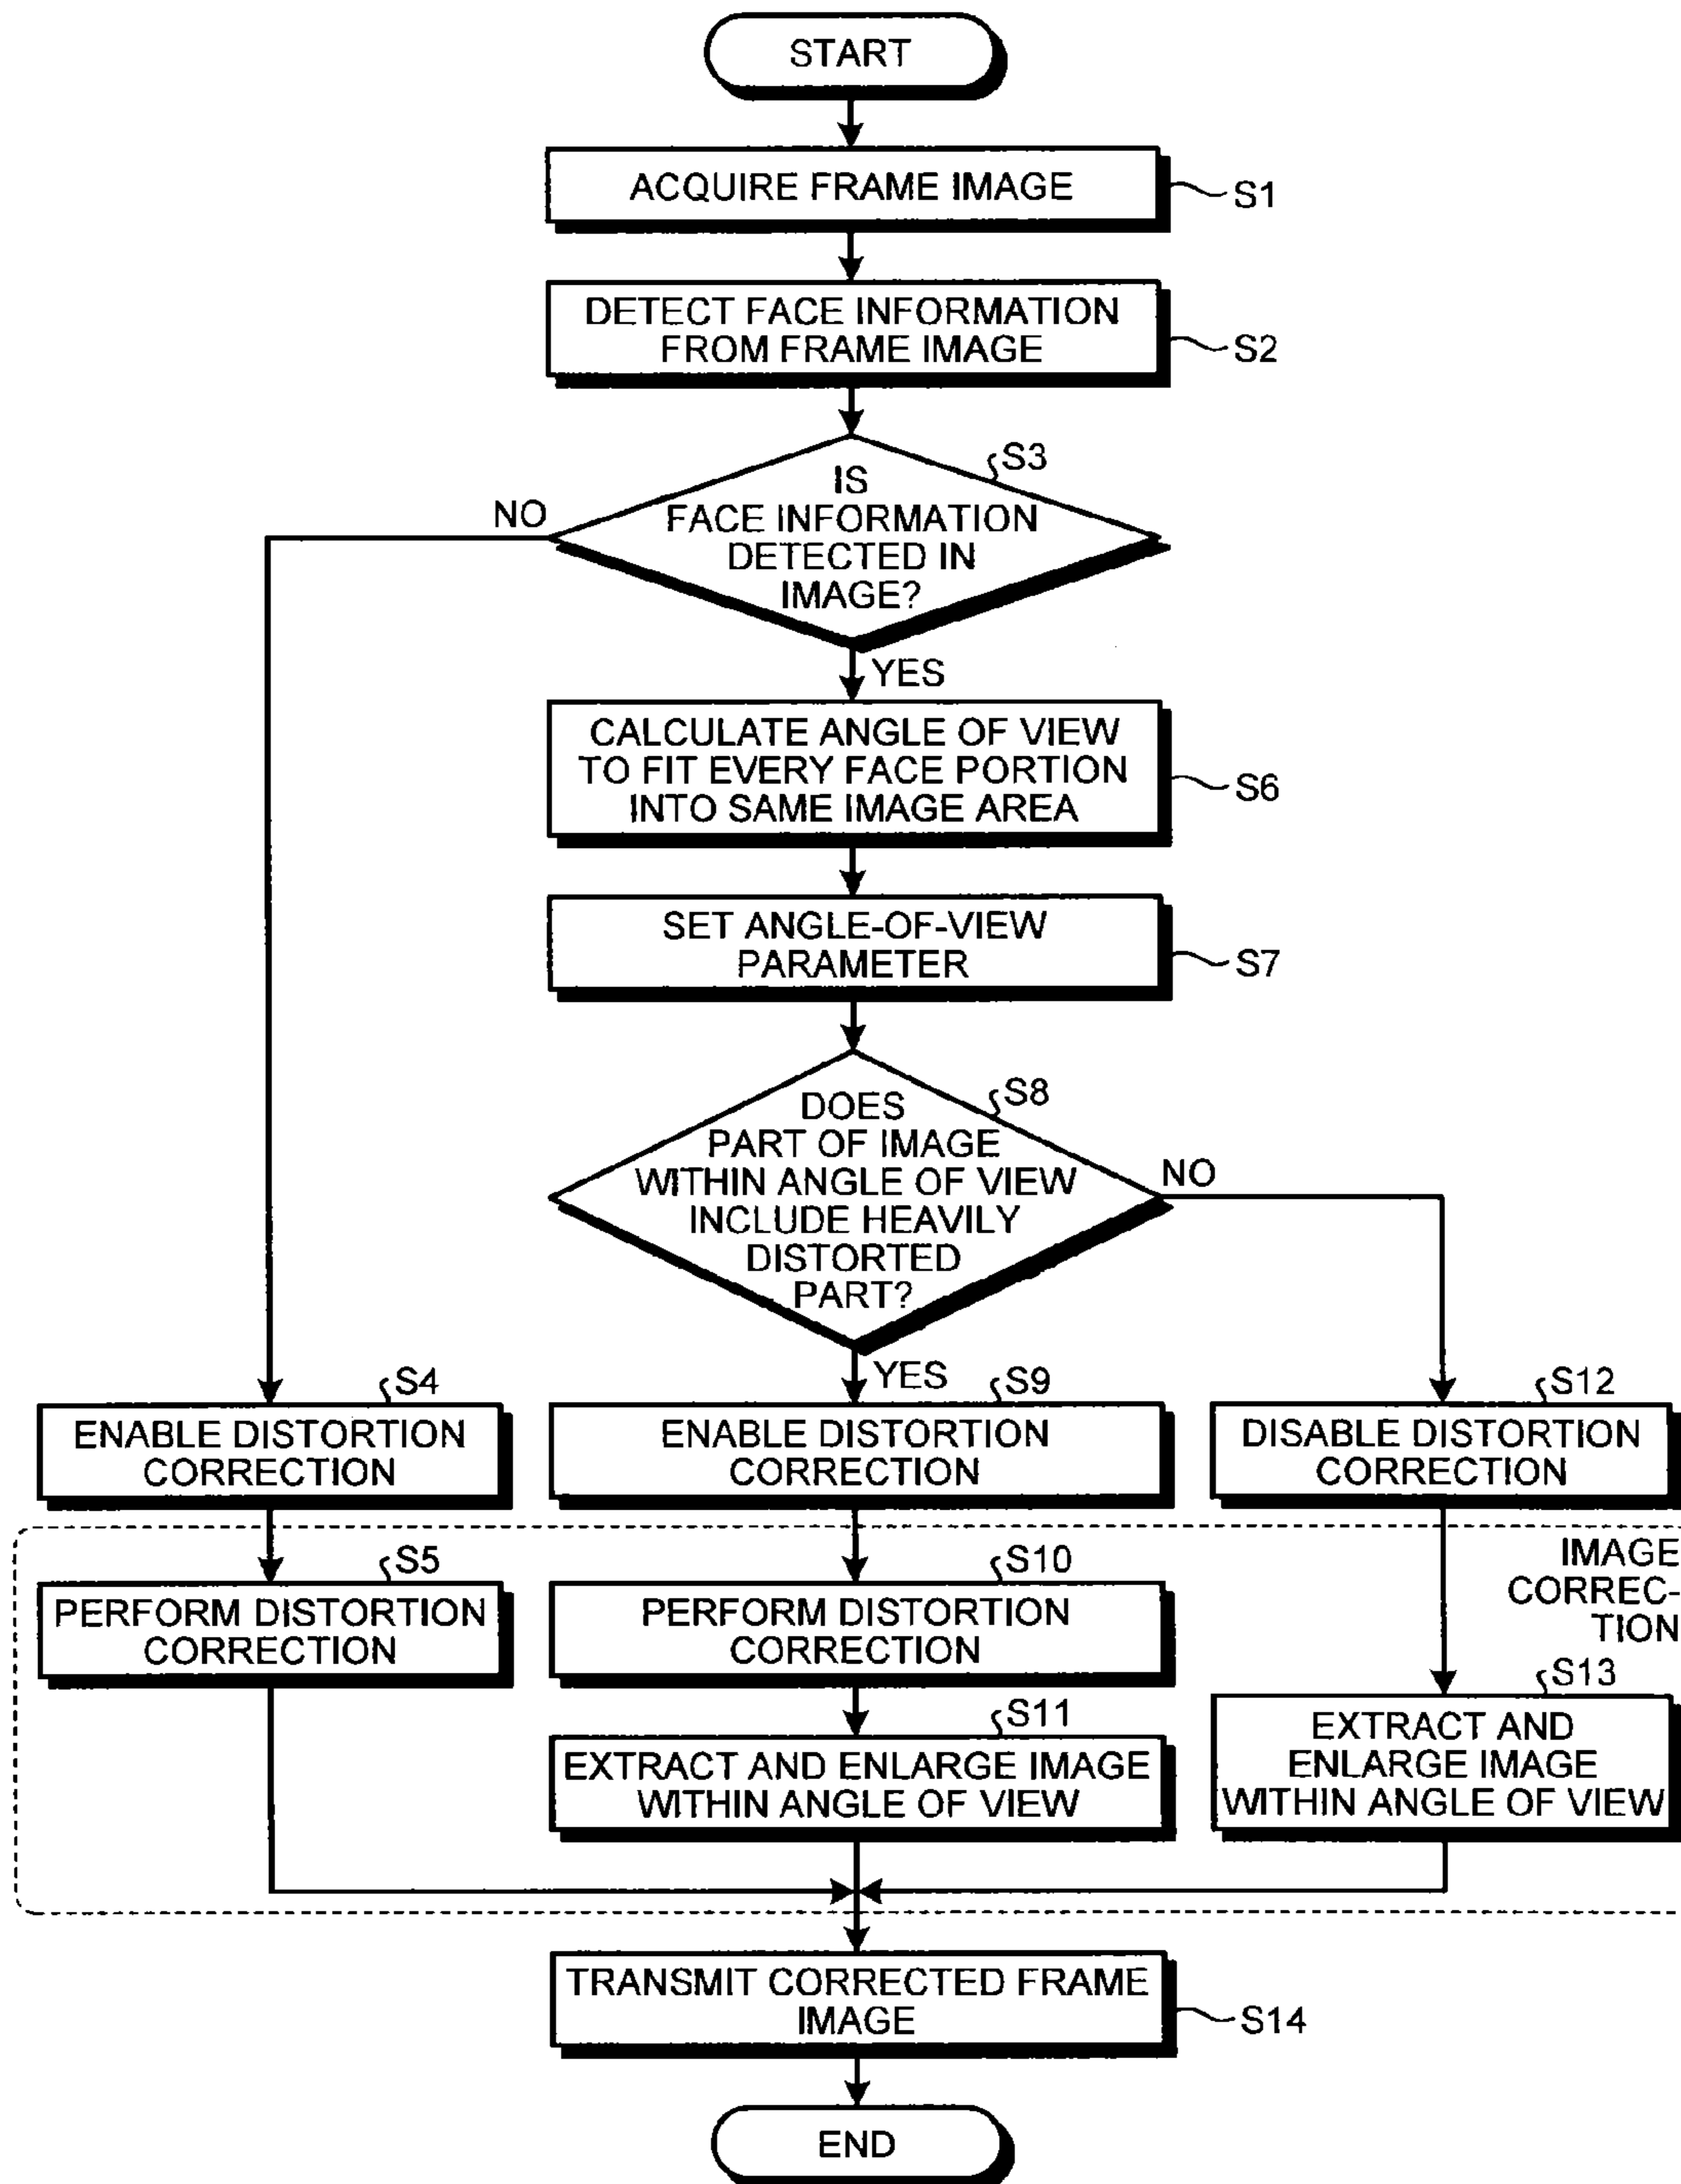 START
ACQUIRE FRAME IMAGE
S1
DETECT FACE INFORMATION
FROM FRAME IMAGE
S2
S3
IS
FACE INFORMATION
DETECTED IN
IMAGE?
NO
YES
CALCULATE ANGLE OF VIEW
TO FIT EVERY FACE PORTION
INTO SAME IMAGE AREA
S6
SET ANGLE-OF-VIEW
PARAMETER
S7
S8
DOES
PART OF IMAGE
WITHIN ANGLE OF VIEW
INCLUDE HEAVILY
DISTORTED
PART?
NO
YES
S4
ENABLE DISTORTION
CORRECTION
S9
ENABLE DISTORTION
CORRECTION
S12
DISABLE DISTORTION
CORRECTION
IMAGE
CORREC-
TION
S5
PERFORM DISTORTION
CORRECTION
S10
PERFORM DISTORTION
CORRECTION
S11
EXTRACT AND ENLARGE IMAGE
WITHIN ANGLE OF VIEW
S13
EXTRACT AND
ENLARGE IMAGE
WITHIN ANGLE OF VIEW
TRANSMIT CORRECTED FRAME
IMAGE
S14
END